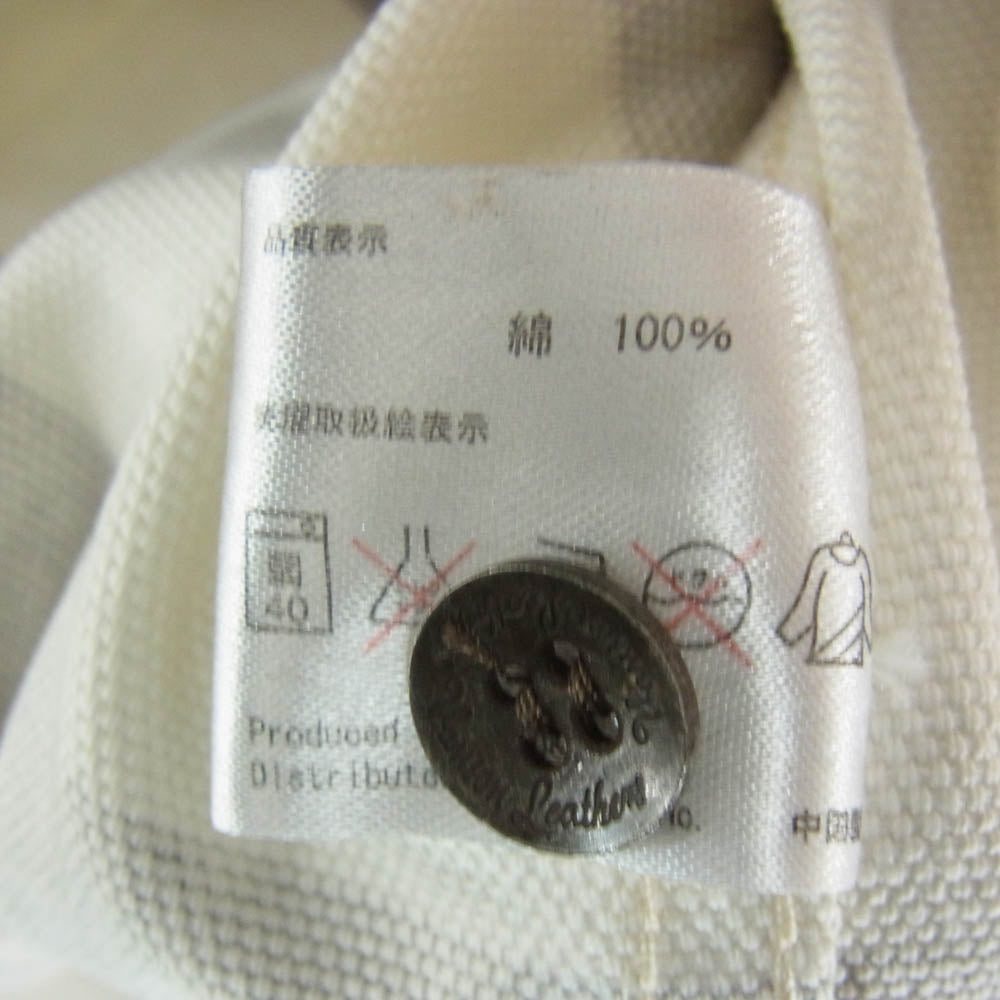 品質表示
綿 100%
洗濯取扱絵表示
弱
40
Produced
Leathers
中国製